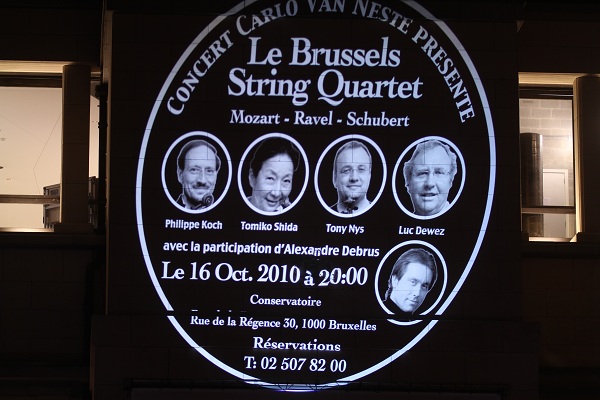 Concert Carlo Van Neste présente
Le Brussels
String Quartet
Mozart - Ravel - Schubert
Philippe Koch
Tomiko Shida
Tony Nys
Luc Dewez
avec la participation d'Alexandre Debrus
Le 16 Oct. 2010 à 20:00
Conservatoire
Rue de la Régence 30, 1000 Bruxelles
Réservations
T: 02 507 82 00